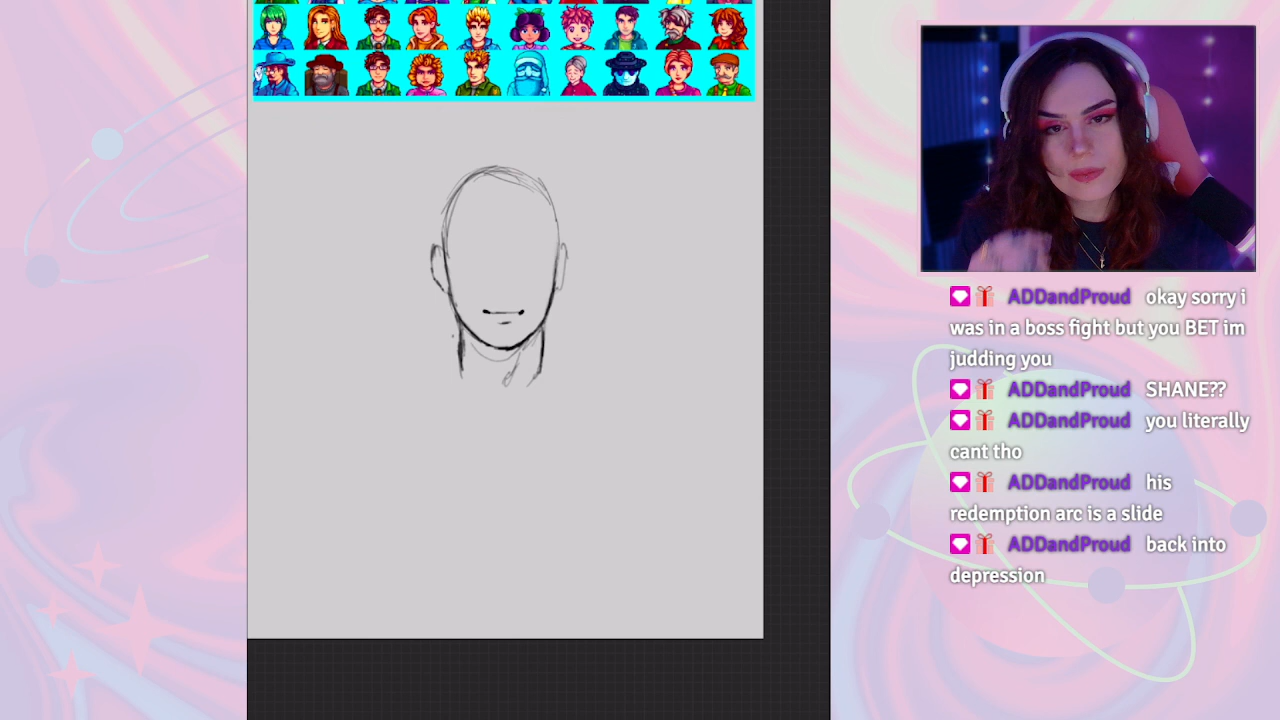 ADDandProud okay sorry i
was in a boss fight but you BET im
judding you
ADDandProud SHANE??
ADDandProud you literally
cant tho
ADDandProud his
redemption arc is a slide
ADDandProud back into
depression